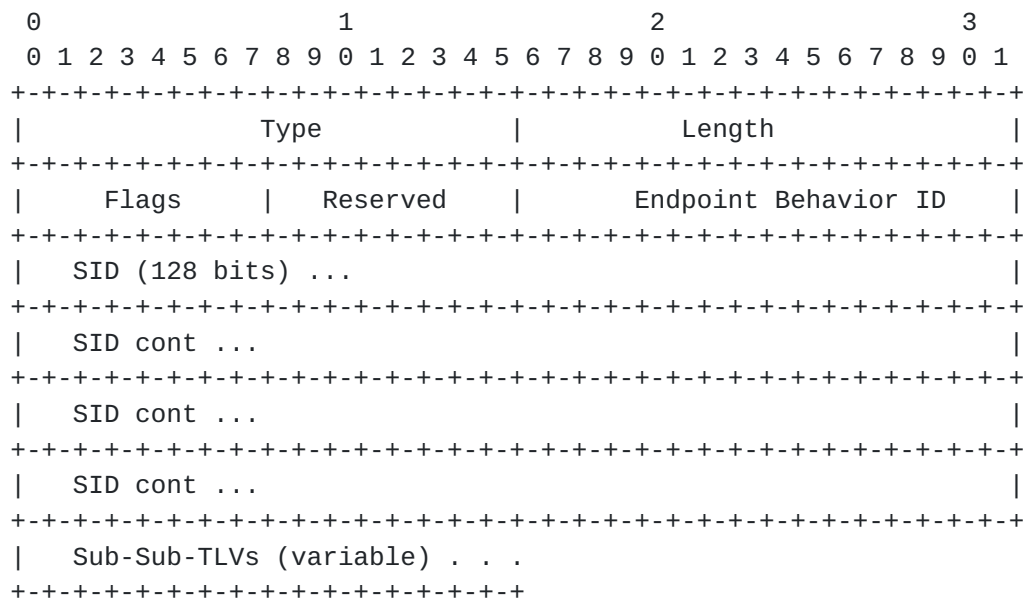 0                   1                   2                   3
 0 1 2 3 4 5 6 7 8 9 0 1 2 3 4 5 6 7 8 9 0 1 2 3 4 5 6 7 8 9 0 1
+-+-+-+-+-+-+-+-+-+-+-+-+-+-+-+-+-+-+-+-+-+-+-+-+-+-+-+-+-+-+-+-+
|               Type            |          Length               |
+-+-+-+-+-+-+-+-+-+-+-+-+-+-+-+-+-+-+-+-+-+-+-+-+-+-+-+-+-+-+-+-+
|     Flags     |   Reserved    |       Endpoint Behavior ID    |
+-+-+-+-+-+-+-+-+-+-+-+-+-+-+-+-+-+-+-+-+-+-+-+-+-+-+-+-+-+-+-+-+
|   SID (128 bits) ...                                          |
+-+-+-+-+-+-+-+-+-+-+-+-+-+-+-+-+-+-+-+-+-+-+-+-+-+-+-+-+-+-+-+-+
|   SID cont ...                                                |
+-+-+-+-+-+-+-+-+-+-+-+-+-+-+-+-+-+-+-+-+-+-+-+-+-+-+-+-+-+-+-+-+
|   SID cont ...                                                |
+-+-+-+-+-+-+-+-+-+-+-+-+-+-+-+-+-+-+-+-+-+-+-+-+-+-+-+-+-+-+-+-+
|   SID cont ...                                                |
+-+-+-+-+-+-+-+-+-+-+-+-+-+-+-+-+-+-+-+-+-+-+-+-+-+-+-+-+-+-+-+-+
|   Sub-Sub-TLVs (variable) . . .
+-+-+-+-+-+-+-+-+-+-+-+-+-+-+-+-+